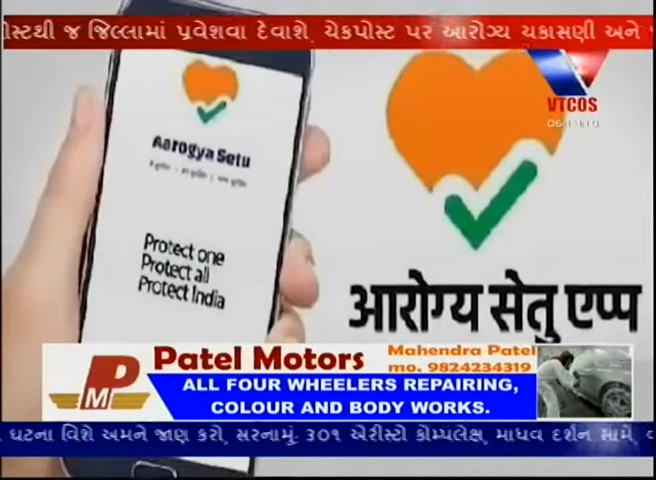 સ્ટથી જ જિલ્લામાં પ્રવેશવા દેવાશે, ચેકપોસ્ટ પર આરોગ્ય ચકાસણી અને
VTCOS
Aarogya Setu
Protect one
Protect all
Protect India
आरोग्य सेतु एप्प
PM
Patel Motors
Mahendra Patel
mo. 9824234319
ALL FOUR WHEELERS REPAIRING,
COLOUR AND BODY WORKS.
ઘટના વિશે અમને જાણ કરો, સરનામું: ૩૦૧ એરીસ્ટો કોમ્પલેક્ષ, માધવ દર્શન સામે,